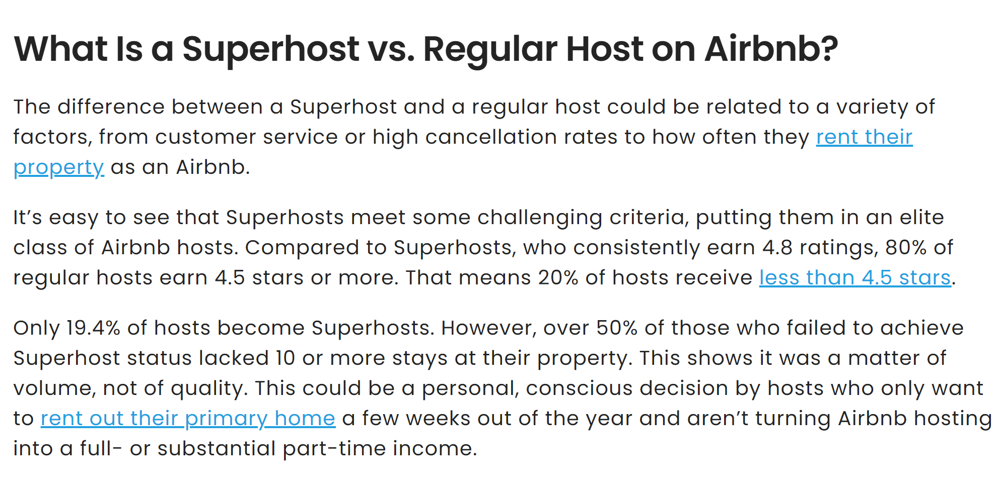 What Is a Superhost vs. Regular Host on Airbnb?
The difference between a Superhost and a regular host could be related to a variety of
factors, from customer service or high cancellation rates to how often they rent their
property as an Airbnb.
It’s easy to see that Superhosts meet some challenging criteria, putting them in an elite
class of Airbnb hosts. Compared to Superhosts, who consistently earn 4.8 ratings, 80% of
regular hosts earn 4.5 stars or more. That means 20% of hosts receive less than 4.5 stars.
Only 19.4% of hosts become Superhosts. However, over 50% of those who failed to achieve
Superhost status lacked 10 or more stays at their property. This shows it was a matter of
volume, not of quality. This could be a personal, conscious decision by hosts who only want
to rent out their primary home a few weeks out of the year and aren’t turning Airbnb hosting
into a full- or substantial part-time income.